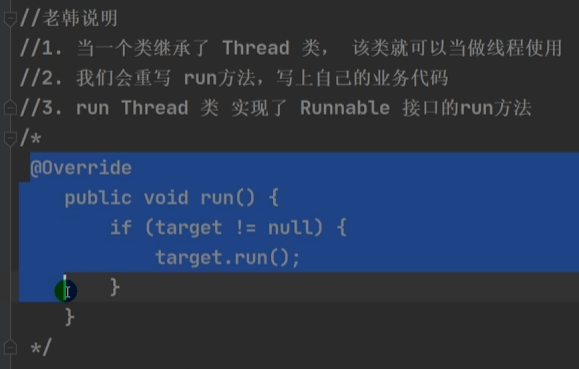 //老韩说明
//1. 当一个类继承了 Thread 类， 该类就可以当做线程使用
//2. 我们会重写 run方法，写上自己的业务代码
//3. run Thread 类 实现了 Runnable 接口的run方法
/*
@Override
public void run() {
if (target != null) {
target.run();
}
}
*/